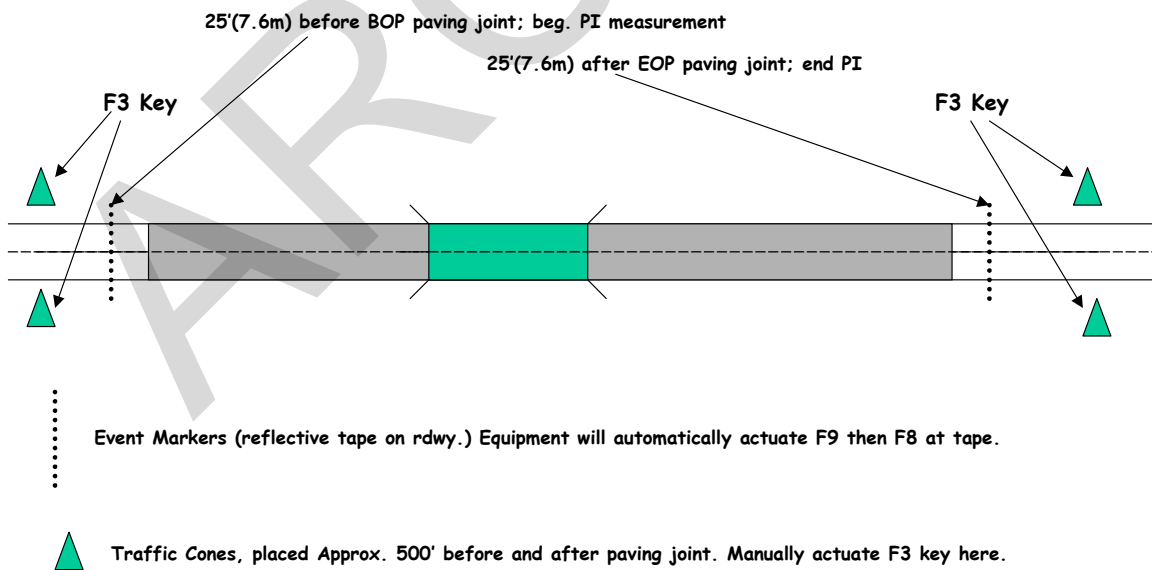 25'(7.6m) before BOP paving joint; beg. PI measurement
25'(7.6m) after EOP paving joint; end PI
F3 Key
F3 Key
Event Markers (reflective tape on rdwy.) Equipment will automatically actuate F9 then F8 at tape.
Traffic Cones, placed Approx. 500' before and after paving joint. Manually actuate F3 key here.